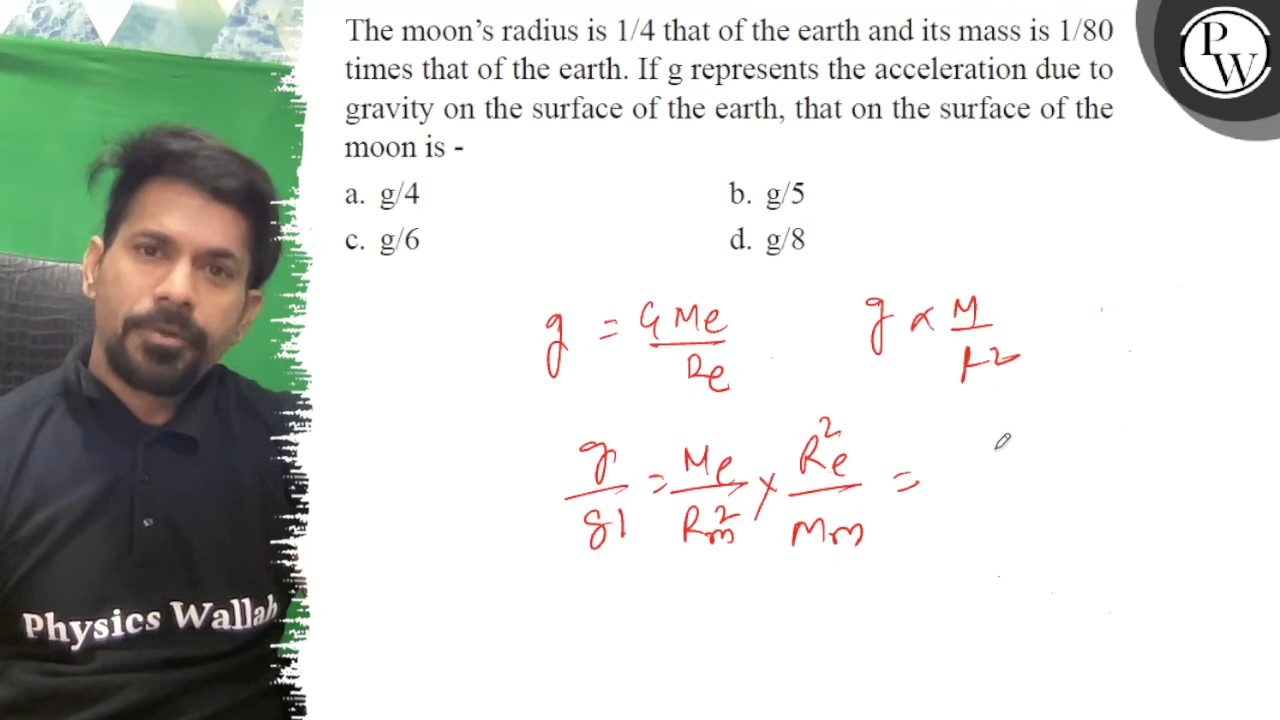 The moon's radius is 1/4 that of the earth and its mass is 1/80
times that of the earth. If g represents the acceleration due to
gravity on the surface of the earth, that on the surface of the
moon is -
a. g/4 b. g/5
c. g/6 d. g/8
g = GMe/Re g ∝ M/R2
g/g1 = Me/Rm² × Re²/Mm =
PW
Physics Wallah